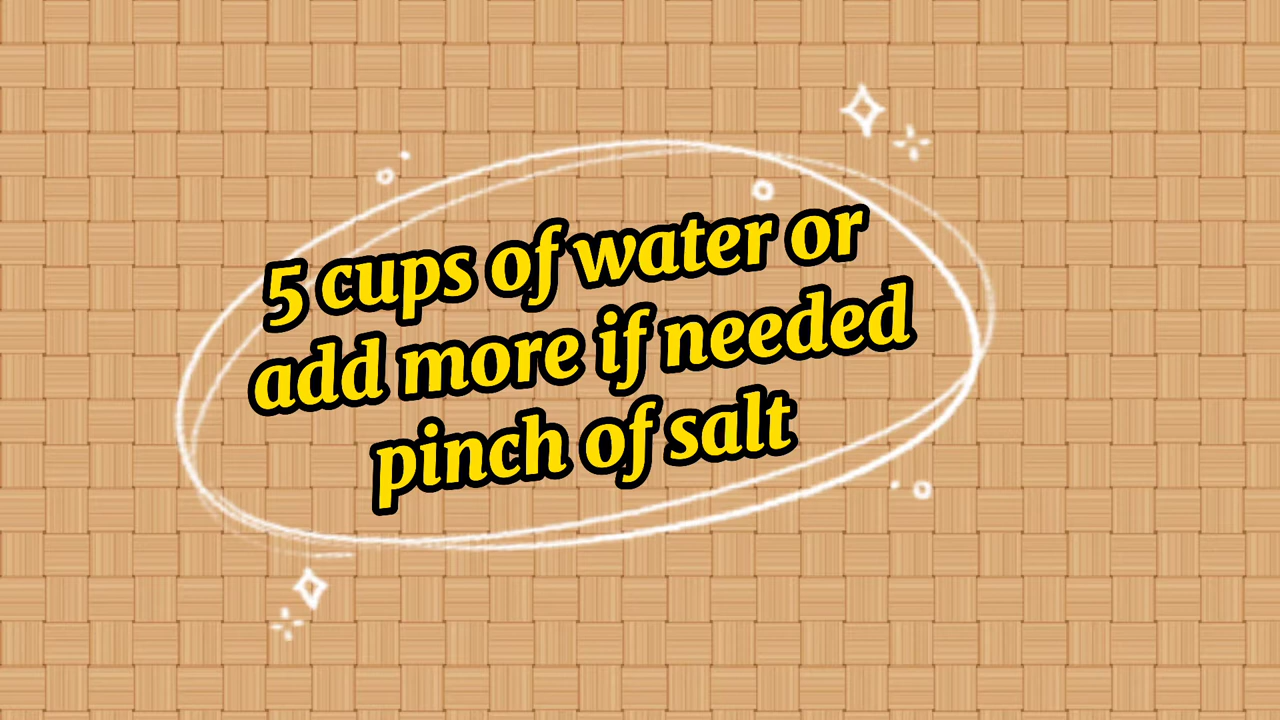 5 cups of water or
add more if needed
pinch of salt